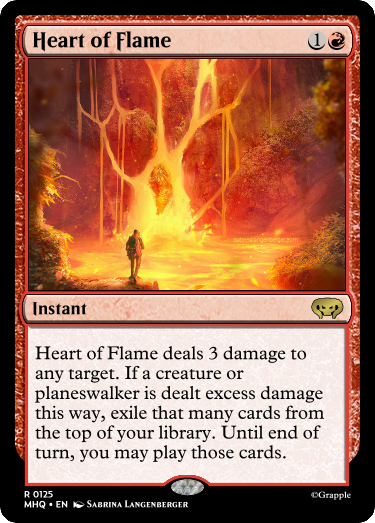 Heart of Flame 1
Instant
Heart of Flame deals 3 damage to
any target. If a creature or
planeswalker is dealt excess damage
this way, exile that many cards from
the top of your library. Until end of
turn, you may play those cards.
R 0125
MHQ • EN SABRINA LANGENBERGER
©Grapple